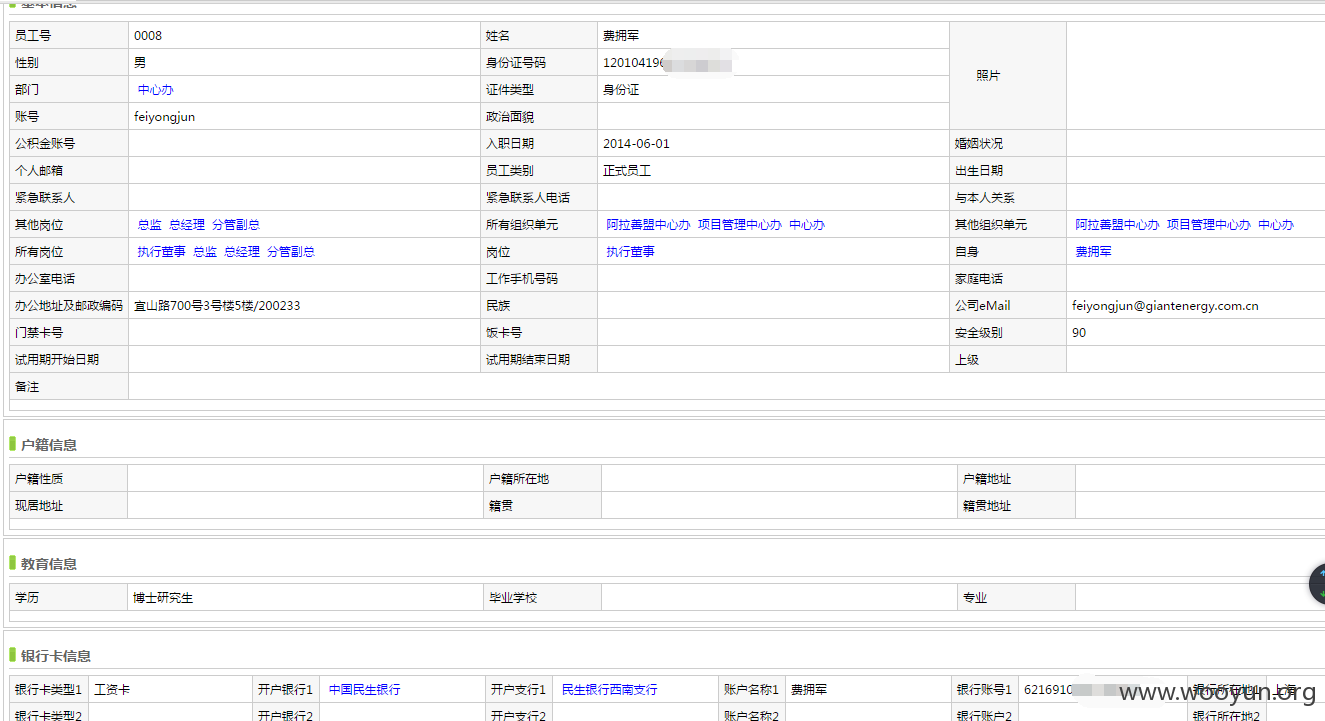 基本信息
员工号 0008 姓名 费拥军 照片
性别 男 身份证号码 120104196
部门 中心办 证件类型 身份证
账号 feiyongjun 政治面貌
公积金账号 入职日期 2014-06-01 婚姻状况
个人邮箱 员工类别 正式员工 出生日期
紧急联系人 紧急联系人电话 与本人关系
其他岗位 总监 总经理 分管副总 所有组织单元 阿拉善盟中心办 项目管理中心办 中心办 其他组织单元 阿拉善盟中心办 项目管理中心办 中心办
所有岗位 执行董事 总监 总经理 分管副总 岗位 执行董事 自身 费拥军
办公室电话 工作手机号码 家庭电话
办公地址及邮政编码 宜山路700号3号楼5楼/200233 民族 公司eMail feiyongjun@giantenergy.com.cn
门禁卡号 饭卡号 安全级别 90
试用期开始日期 试用期结束日期 上级
备注
户籍信息
户籍性质 户籍所在地 户籍地址
现居地址 籍贯 籍贯地址
教育信息
学历 博士研究生 毕业学校 专业
银行卡信息
银行卡类型1 工资卡 开户银行1 中国民生银行 开户支行1 民生银行西南支行 账户名称1 费拥军 银行账号1 6216910 银行所在地1 上海
www.wooyun.org
银行卡类型2 开户银行2 开户支行2 账户名称2 银行账户2 银行所在地2